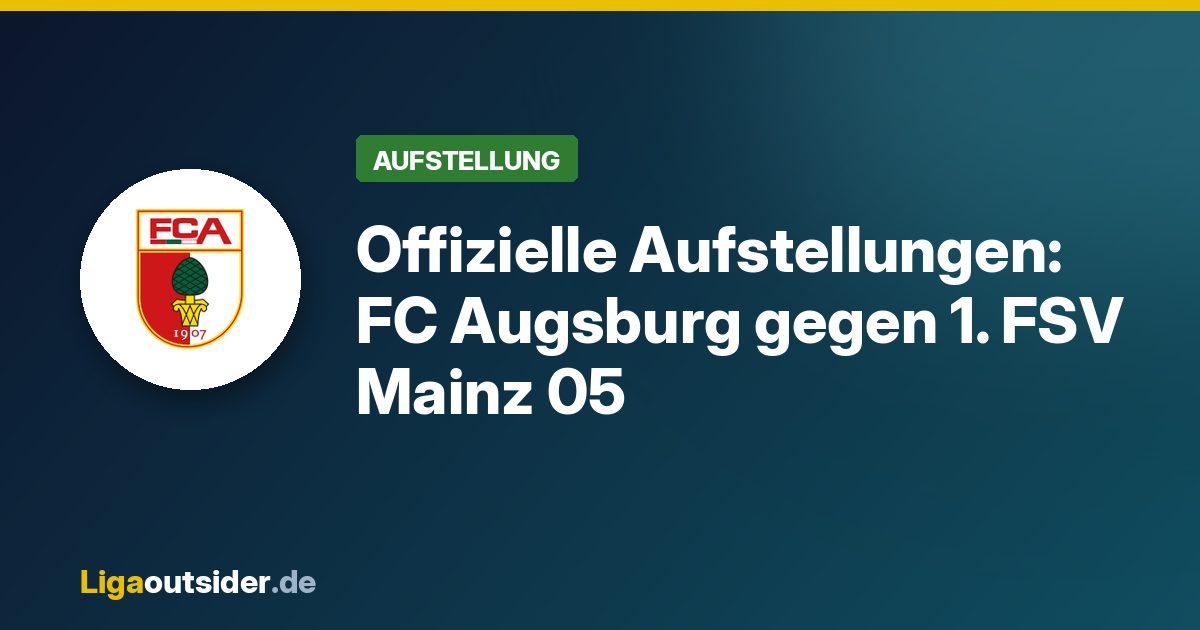 AUFSTELLUNG
FCA
1907
Offizielle Aufstellungen:
FC Augsburg gegen 1. FSV
Mainz 05
Ligaoutsider.de